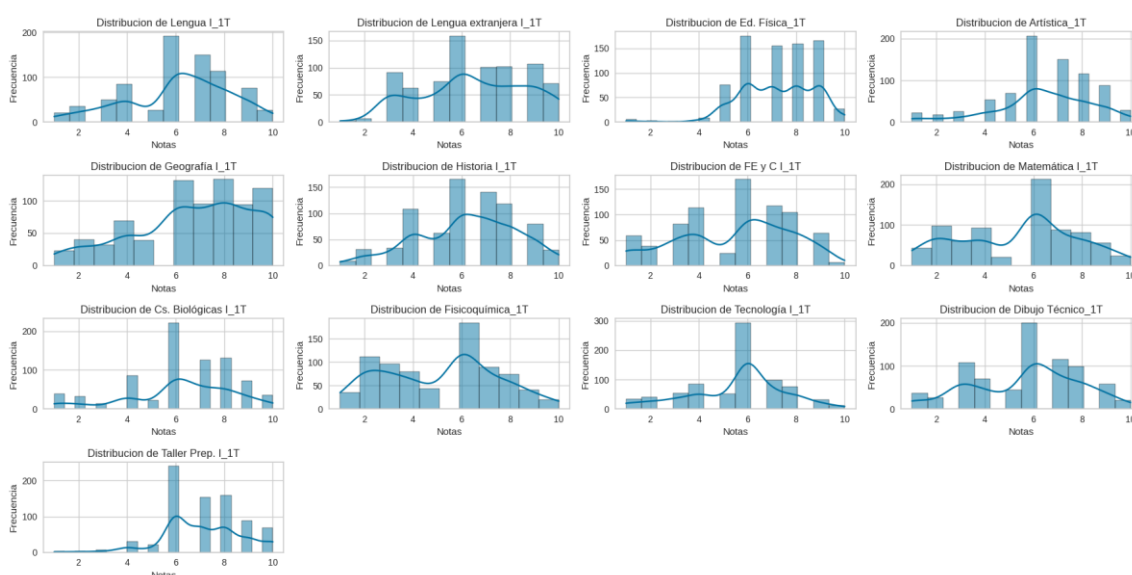 Distribucion de Lengua I_1T
Distribucion de Lengua extranjera I_1T
Distribucion de Ed. Física_1T
Distribucion de Artística_1T
Frecuencia
200
100
0
2 4 6 8 10
Notas
Frecuencia
150
100
50
0
2 4 6 8 10
Notas
Frecuencia
150
100
50
0
2 4 6 8 10
Notas
Frecuencia
200
100
0
2 4 6 8 10
Notas
Distribucion de Geografía I_1T
Distribucion de Historia I_1T
Distribucion de FE y C I_1T
Distribucion de Matemática I_1T
Frecuencia
100
50
0
2 4 6 8 10
Notas
Frecuencia
150
100
50
0
2 4 6 8 10
Notas
Frecuencia
150
100
50
0
2 4 6 8 10
Notas
Frecuencia
200
100
0
2 4 6 8 10
Notas
Distribucion de Cs. Biológicas I_1T
Distribucion de Fisicoquímica_1T
Distribucion de Tecnología I_1T
Distribucion de Dibujo Técnico_1T
Frecuencia
200
100
0
2 4 6 8 10
Notas
Frecuencia
150
100
50
0
2 4 6 8 10
Notas
Frecuencia
300
200
100
0
2 4 6 8 10
Notas
Frecuencia
200
100
0
2 4 6 8 10
Notas
Distribucion de Taller Prep. I_1T
Frecuencia
200
100
0
2 4 6 8 10
Notas